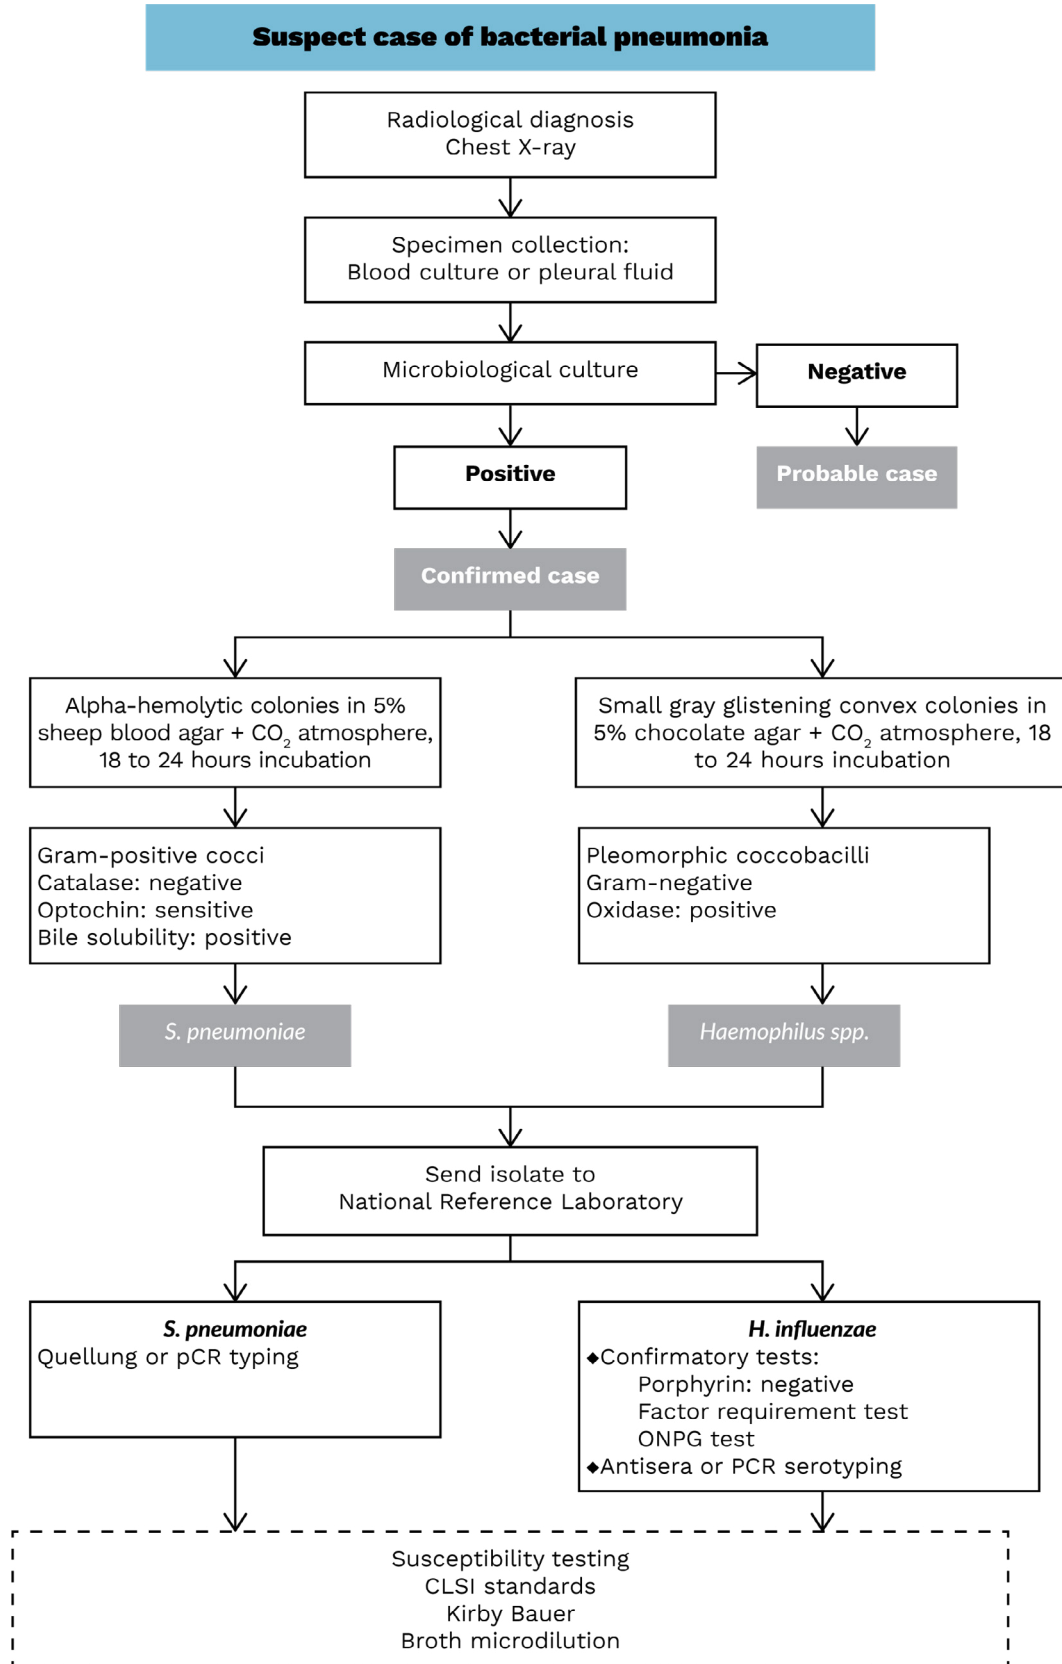 Suspect case of bacterial pneumonia
Radiological diagnosis
Chest X-ray
Specimen collection:
Blood culture or pleural fluid
Microbiological culture
Negative
Positive
Probable case
Confirmed case
Alpha-hemolytic colonies in 5%
sheep blood agar + CO₂ atmosphere,
18 to 24 hours incubation
Small gray glistening convex colonies in
5% chocolate agar + CO₂ atmosphere, 18
to 24 hours incubation
Gram-positive cocci
Catalase: negative
Optochin: sensitive
Bile solubility: positive
Pleomorphic coccobacilli
Gram-negative
Oxidase: positive
S. pneumoniae
Haemophilus spp.
Send isolate to
National Reference Laboratory
S. pneumoniae
Quellung or pCR typing
H. influenzae
◆Confirmatory tests:
Porphyrin: negative
Factor requirement test
ONPG test
◆Antisera or PCR serotyping
Susceptibility testing
CLSI standards
Kirby Bauer
Broth microdilution